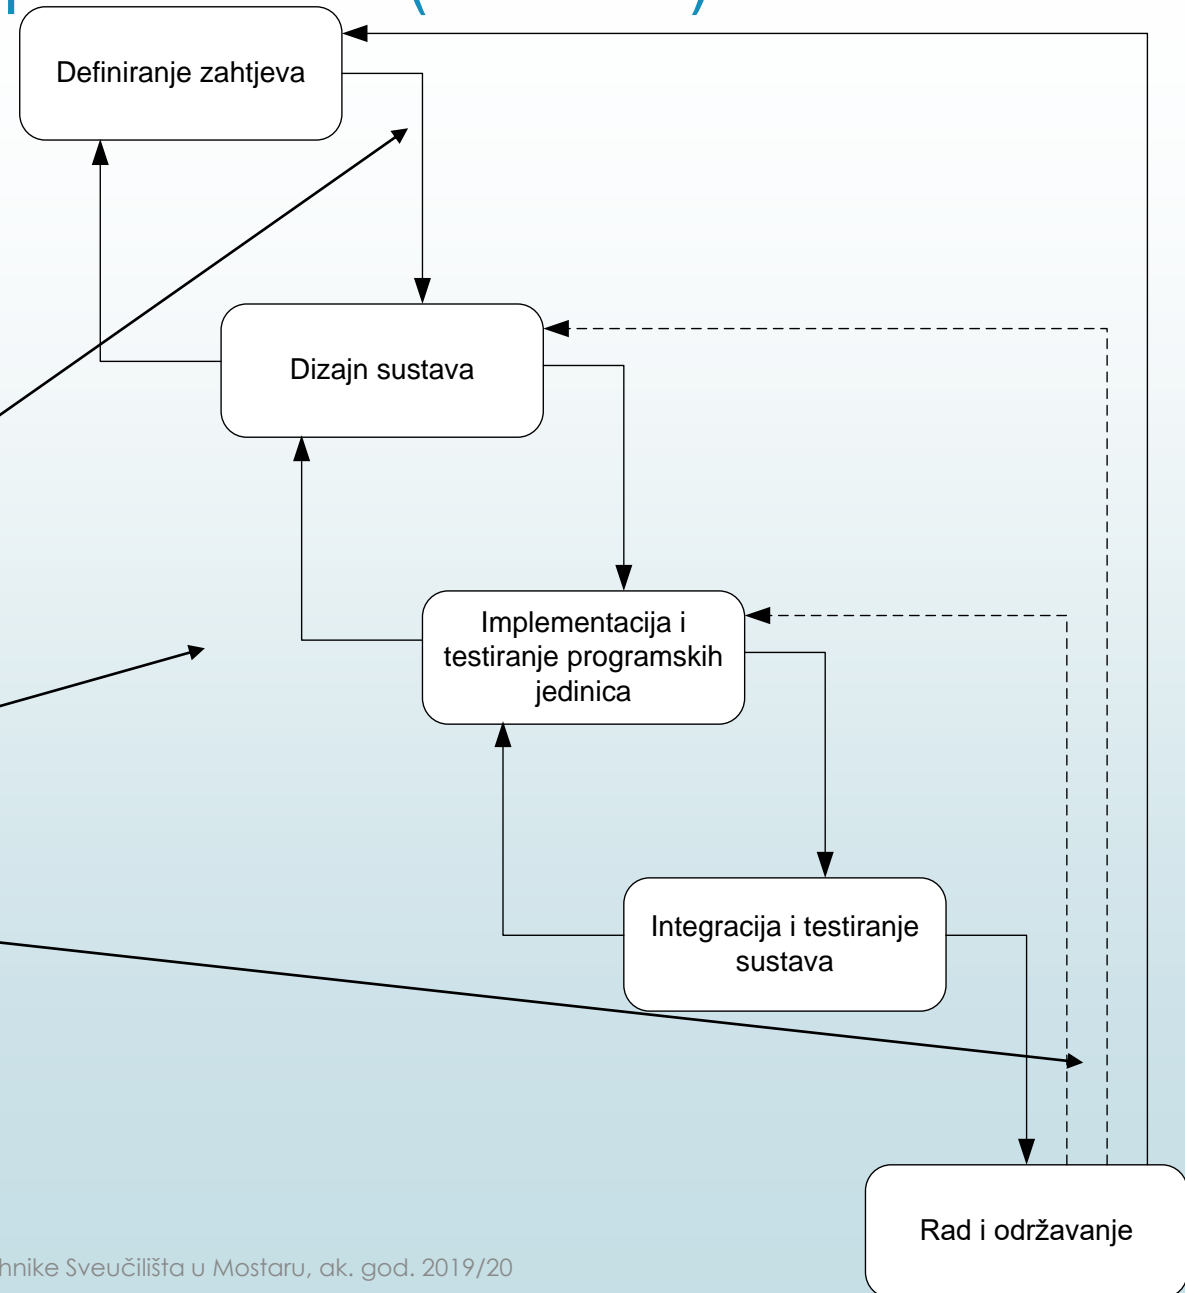 Definiranje zahtjeva
Dizajn sustava
Implementacija i
testiranje programskih
jedinica
Integracija i testiranje
sustava
Rad i održavanje
Sveučilišta u Mostaru, ak. god. 2019/20